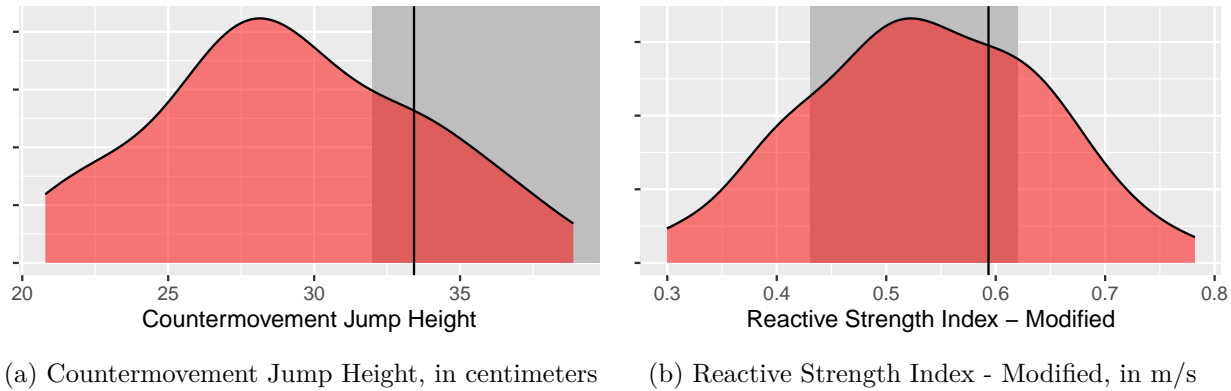 20 25 30 35
Countermovement Jump Height
(a) Countermovement Jump Height, in centimeters
0.3 0.4 0.5 0.6 0.7 0.8
Reactive Strength Index − Modified
(b) Reactive Strength Index - Modified, in m/s